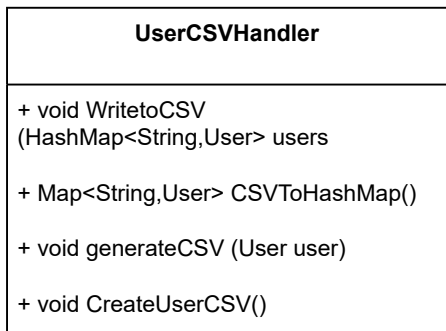 UserCSVHandler
+ void WritetoCSV
(HashMap<String,User> users
+ Map<String,User> CSVToHashMap()
+ void generateCSV (User user)
+ void CreateUserCSV()